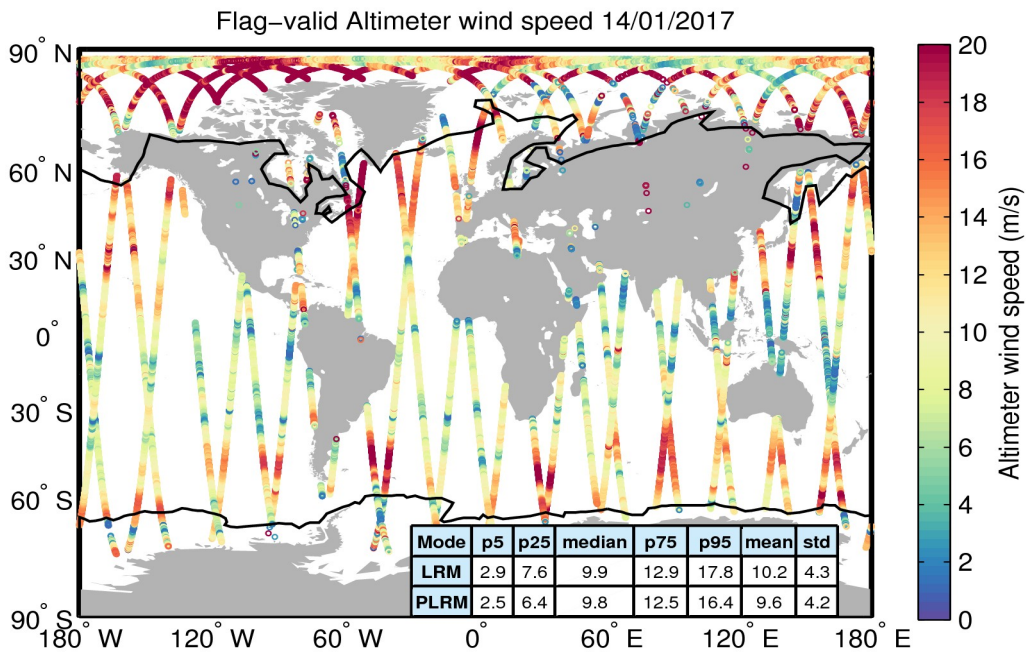 Flag−valid Altimeter wind speed 14/01/2017
90° N
60° N
30° N
0°
30° S
60° S
90° S
180° W
120° W
60° W
0°
60° E
120° E
180° E
Mode p5 p25 median p75 p95 mean std
LRM 2.9 7.6 9.9 12.9 17.8 10.2 4.3
PLRM 2.5 6.4 9.8 12.5 16.4 9.6 4.2
20
18
16
14
12
10
8
6
4
2
0
Altimeter wind speed (m/s)